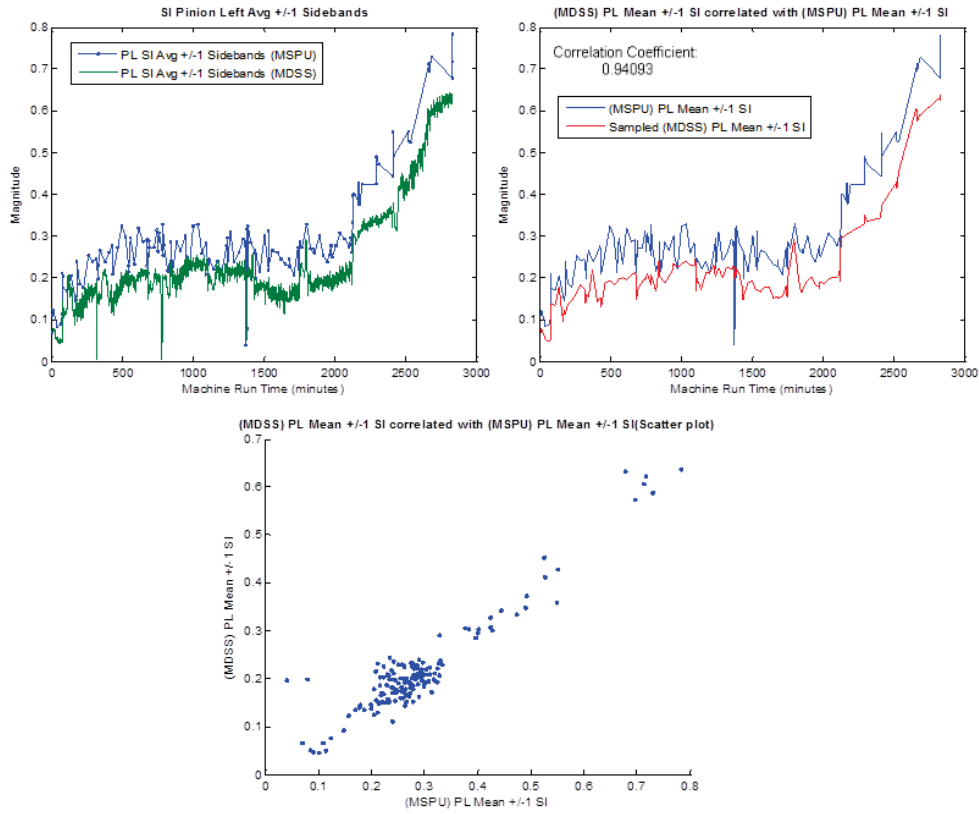 SI Pinion Left Avg +/-1 Sidebands
0.8
0.7
0.6
0.5
0.4
0.3
0.2
0.1
0
Magnitude
PL SI Avg +/-1 Sidebands (MSPU)
PL SI Avg +/-1 Sidebands (MDSS)
0 500 1000 1500 2000 2500 3000
Machine Run Time (minutes)
(MDSS) PL Mean +/-1 SI correlated with (MSPU) PL Mean +/-1 SI
0.8
0.7
0.6
0.5
0.4
0.3
0.2
0.1
0
Magnitude
Correlation Coefficient:
0.94093
(MSPU) PL Mean +/-1 SI
Sampled (MDSS) PL Mean +/-1 SI
0 500 1000 1500 2000 2500 3000
Machine Run Time (minutes)
(MDSS) PL Mean +/-1 SI correlated with (MSPU) PL Mean +/-1 SI(Scatter plot)
0.7
0.6
0.5
0.4
0.3
0.2
0.1
0
(MDSS) PL Mean +/-1 SI
0 0.1 0.2 0.3 0.4 0.5 0.6 0.7 0.8
(MSPU) PL Mean +/-1 SI